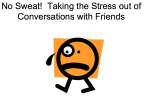 No Sweat!  Taking the Stress out of
Conversations with Friends